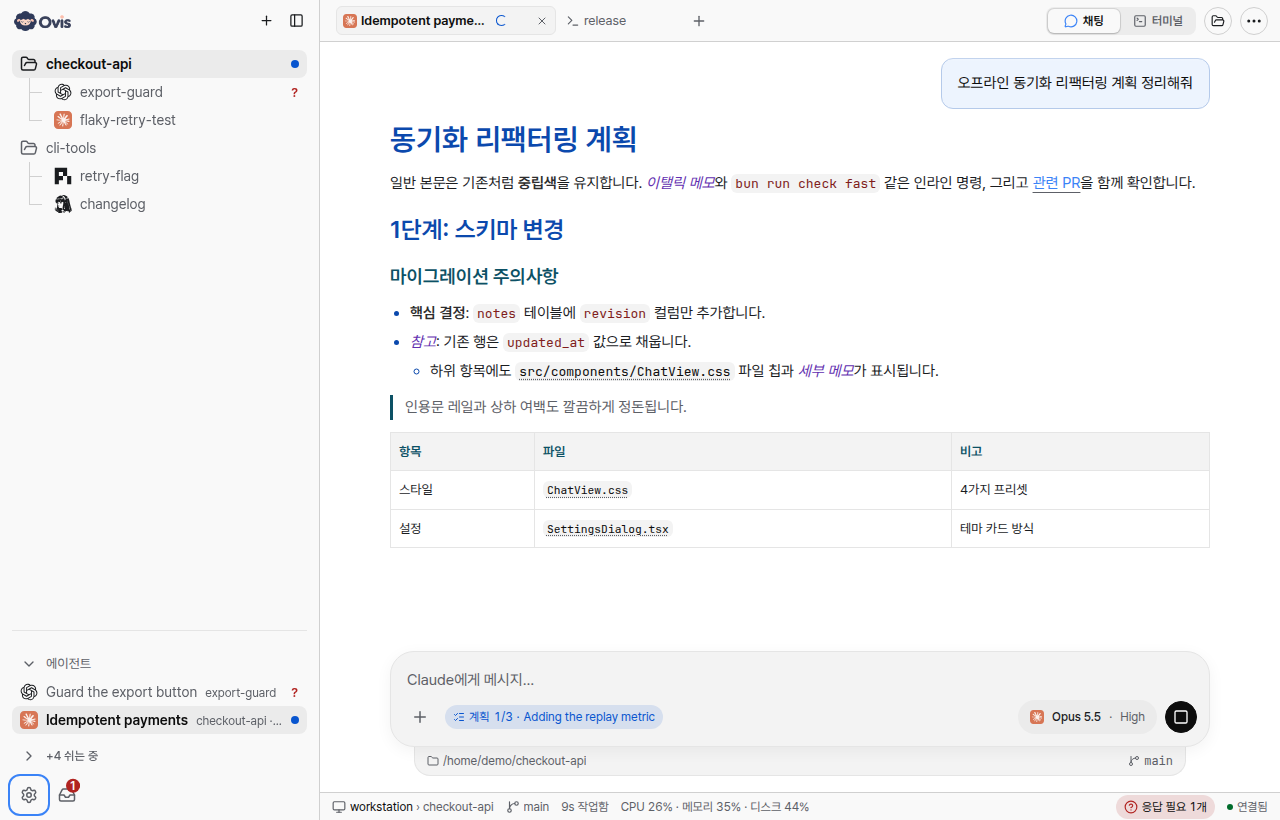 Ovis
checkout-api
export-guard ?
flaky-retry-test
cli-tools
retry-flag
changelog
에이전트
Guard the export button export-guard ?
Idempotent payments checkout-api ·...
+4 쉬는 중
1
Idempotent payme...
release
채팅
터미널
오프라인 동기화 리팩터링 계획 정리해줘
동기화 리팩터링 계획
일반 본문은 기존처럼 중립색을 유지합니다. 이탤릭 메모와 bun run check fast 같은 인라인 명령, 그리고 관련 PR을 함께 확인합니다.
1단계: 스키마 변경
마이그레이션 주의사항
핵심 결정: notes 테이블에 revision 컬럼만 추가합니다.
참고: 기존 행은 updated_at 값으로 채웁니다.
하위 항목에도 src/components/ChatView.css 파일 칩과 세부 메모가 표시됩니다.
인용문 레일과 상하 여백도 깔끔하게 정돈됩니다.
항목 파일 비고
스타일 ChatView.css 4가지 프리셋
설정 SettingsDialog.tsx 테마 카드 방식
Claude에게 메시지...
계획 1/3 · Adding the replay metric
Opus 5.5 · High
/home/demo/checkout-api
main
workstation › checkout-api main 9s 작업함 CPU 26% · 메모리 35% · 디스크 44%
응답 필요 1개
연결됨